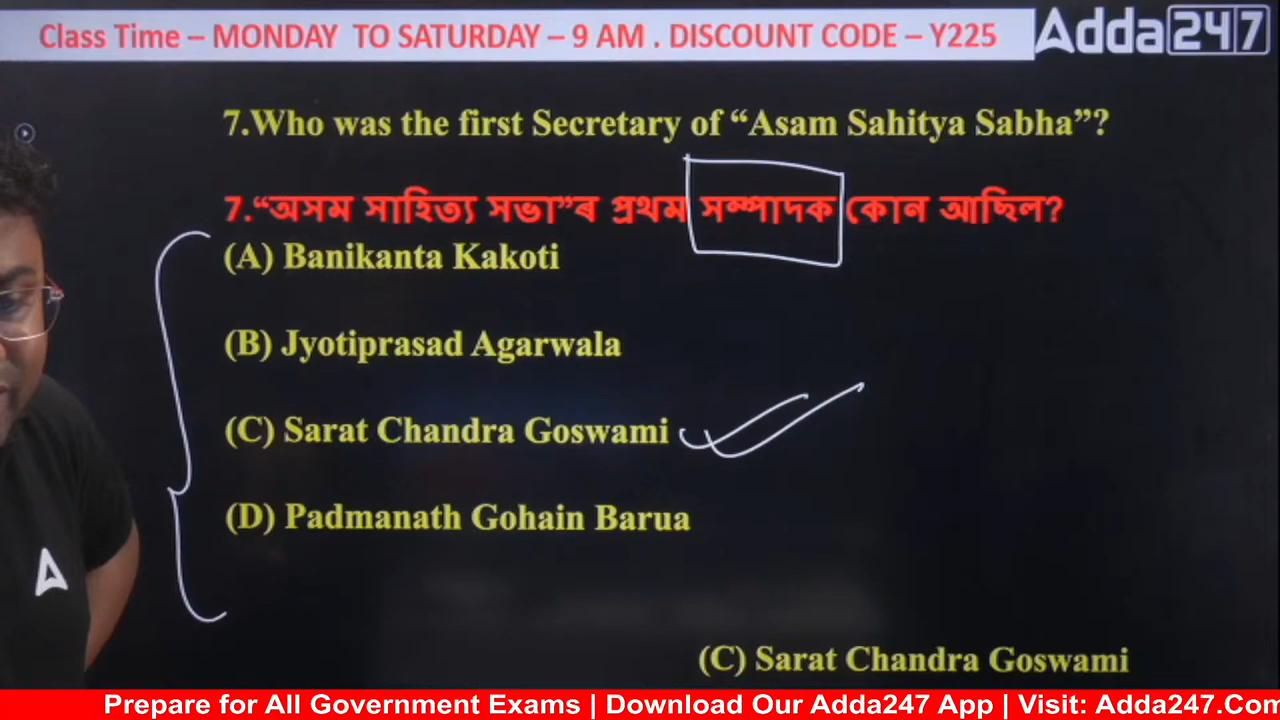 Class Time – MONDAY TO SATURDAY – 9 AM . DISCOUNT CODE – Y225
Adda247
7.Who was the first Secretary of “Asam Sahitya Sabha”?
7.“অসম সাহিত্য সভা”ৰ প্ৰথম সম্পাদক কোন আছিল?
(A) Banikanta Kakoti
(B) Jyotiprasad Agarwala
(C) Sarat Chandra Goswami
(D) Padmanath Gohain Barua
(C) Sarat Chandra Goswami
Prepare for All Government Exams | Download Our Adda247 App | Visit: Adda247.Com